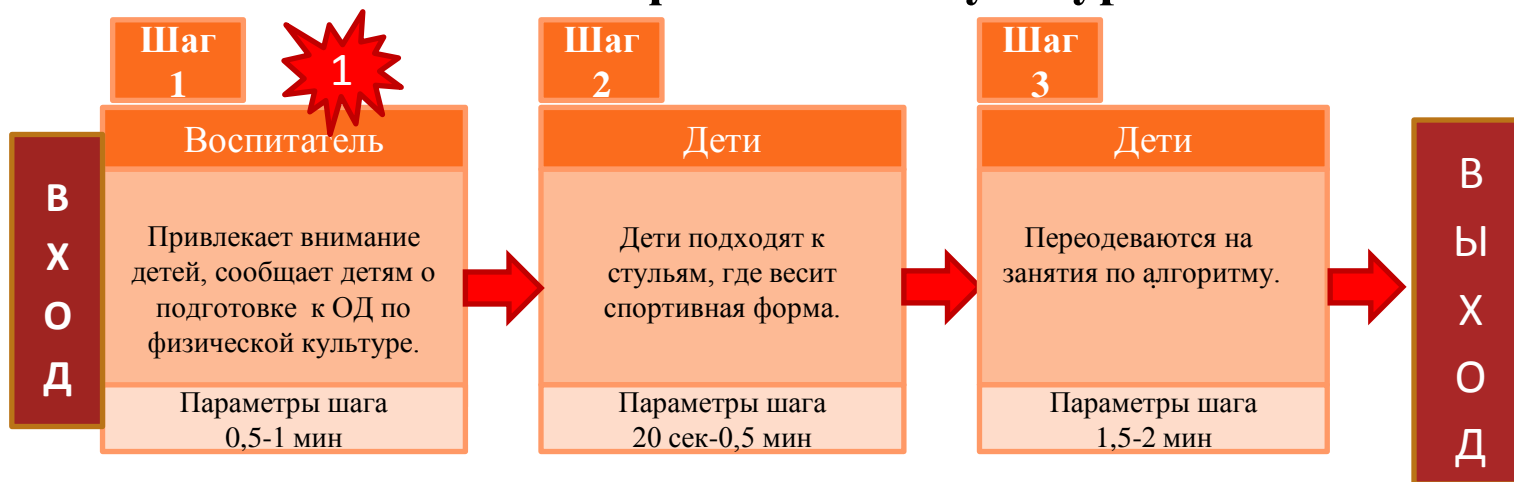 Шаг
1
1
Шаг
2
Шаг
3
ВХОД
Воспитатель
Привлекает внимание
детей, сообщает детям о
подготовке к ОД по
физической культуре.
Параметры шага
0,5-1 мин
Дети
Дети подходят к
стульям, где весит
спортивная форма.
Параметры шага
20 сек-0,5 мин
Дети
Переодеваются на
занятия по алгоритму.
Параметры шага
1,5-2 мин
ВЫХОД